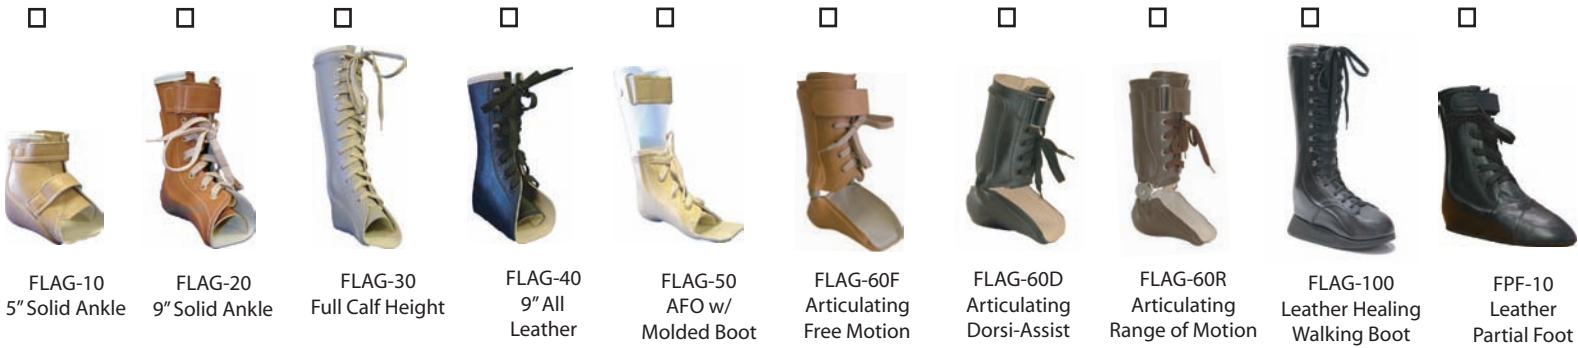 FLAG-10
5” Solid Ankle
FLAG-20
9” Solid Ankle
FLAG-30
Full Calf Height
FLAG-40
9” All
Leather
FLAG-50
AFO w/
Molded Boot
FLAG-60F
Articulating
Free Motion
FLAG-60D
Articulating
Dorsi-Assist
FLAG-60R
Articulating
Range of Motion
FLAG-100
Leather Healing
Walking Boot
FPF-10
Leather
Partial Foot